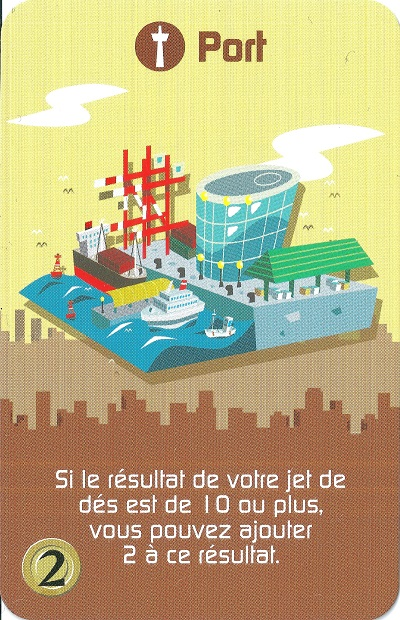 Port
Si le résultat de votre jet de
dés est de 10 ou plus,
vous pouvez ajouter
2 à ce résultat.
2